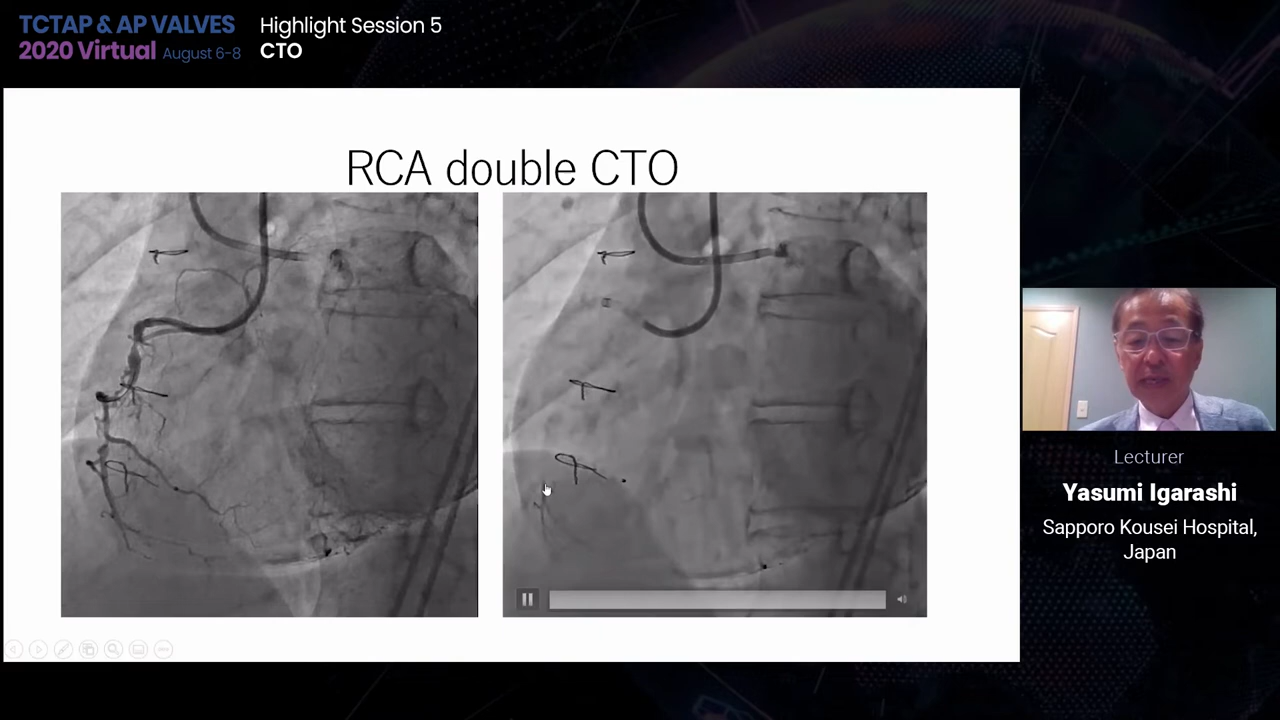 TCTAP & AP VALVES
2020 Virtual August 6-8
Highlight Session 5
CTO
RCA double CTO
Lecturer
Yasumi Igarashi
Sapporo Kousei Hospital,
Japan